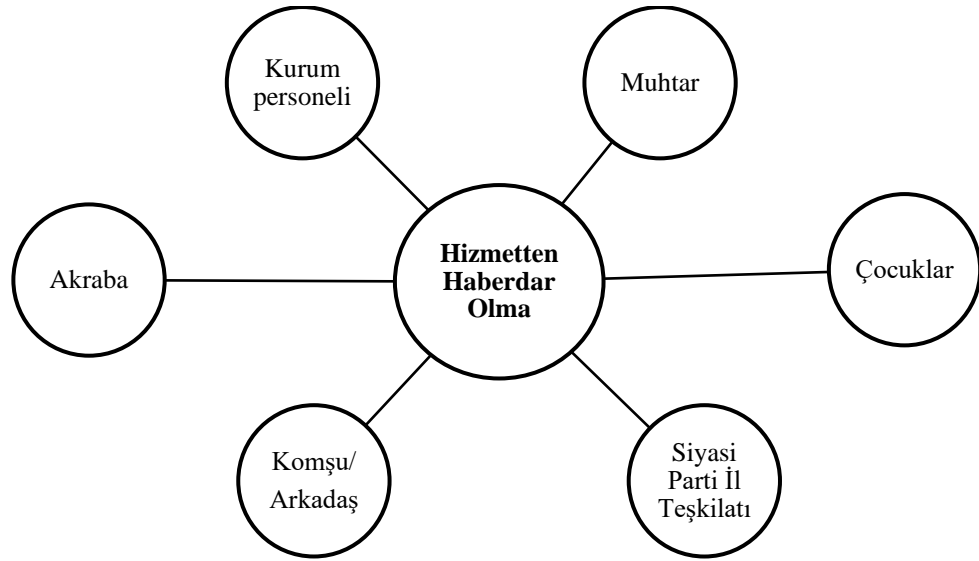 Kurum
personeli
Muhtar
Akraba
Hizmetten
Haberdar
Olma
Çocuklar
Komşu/
Arkadaş
Siyasi
Parti İl
Teşkilatı